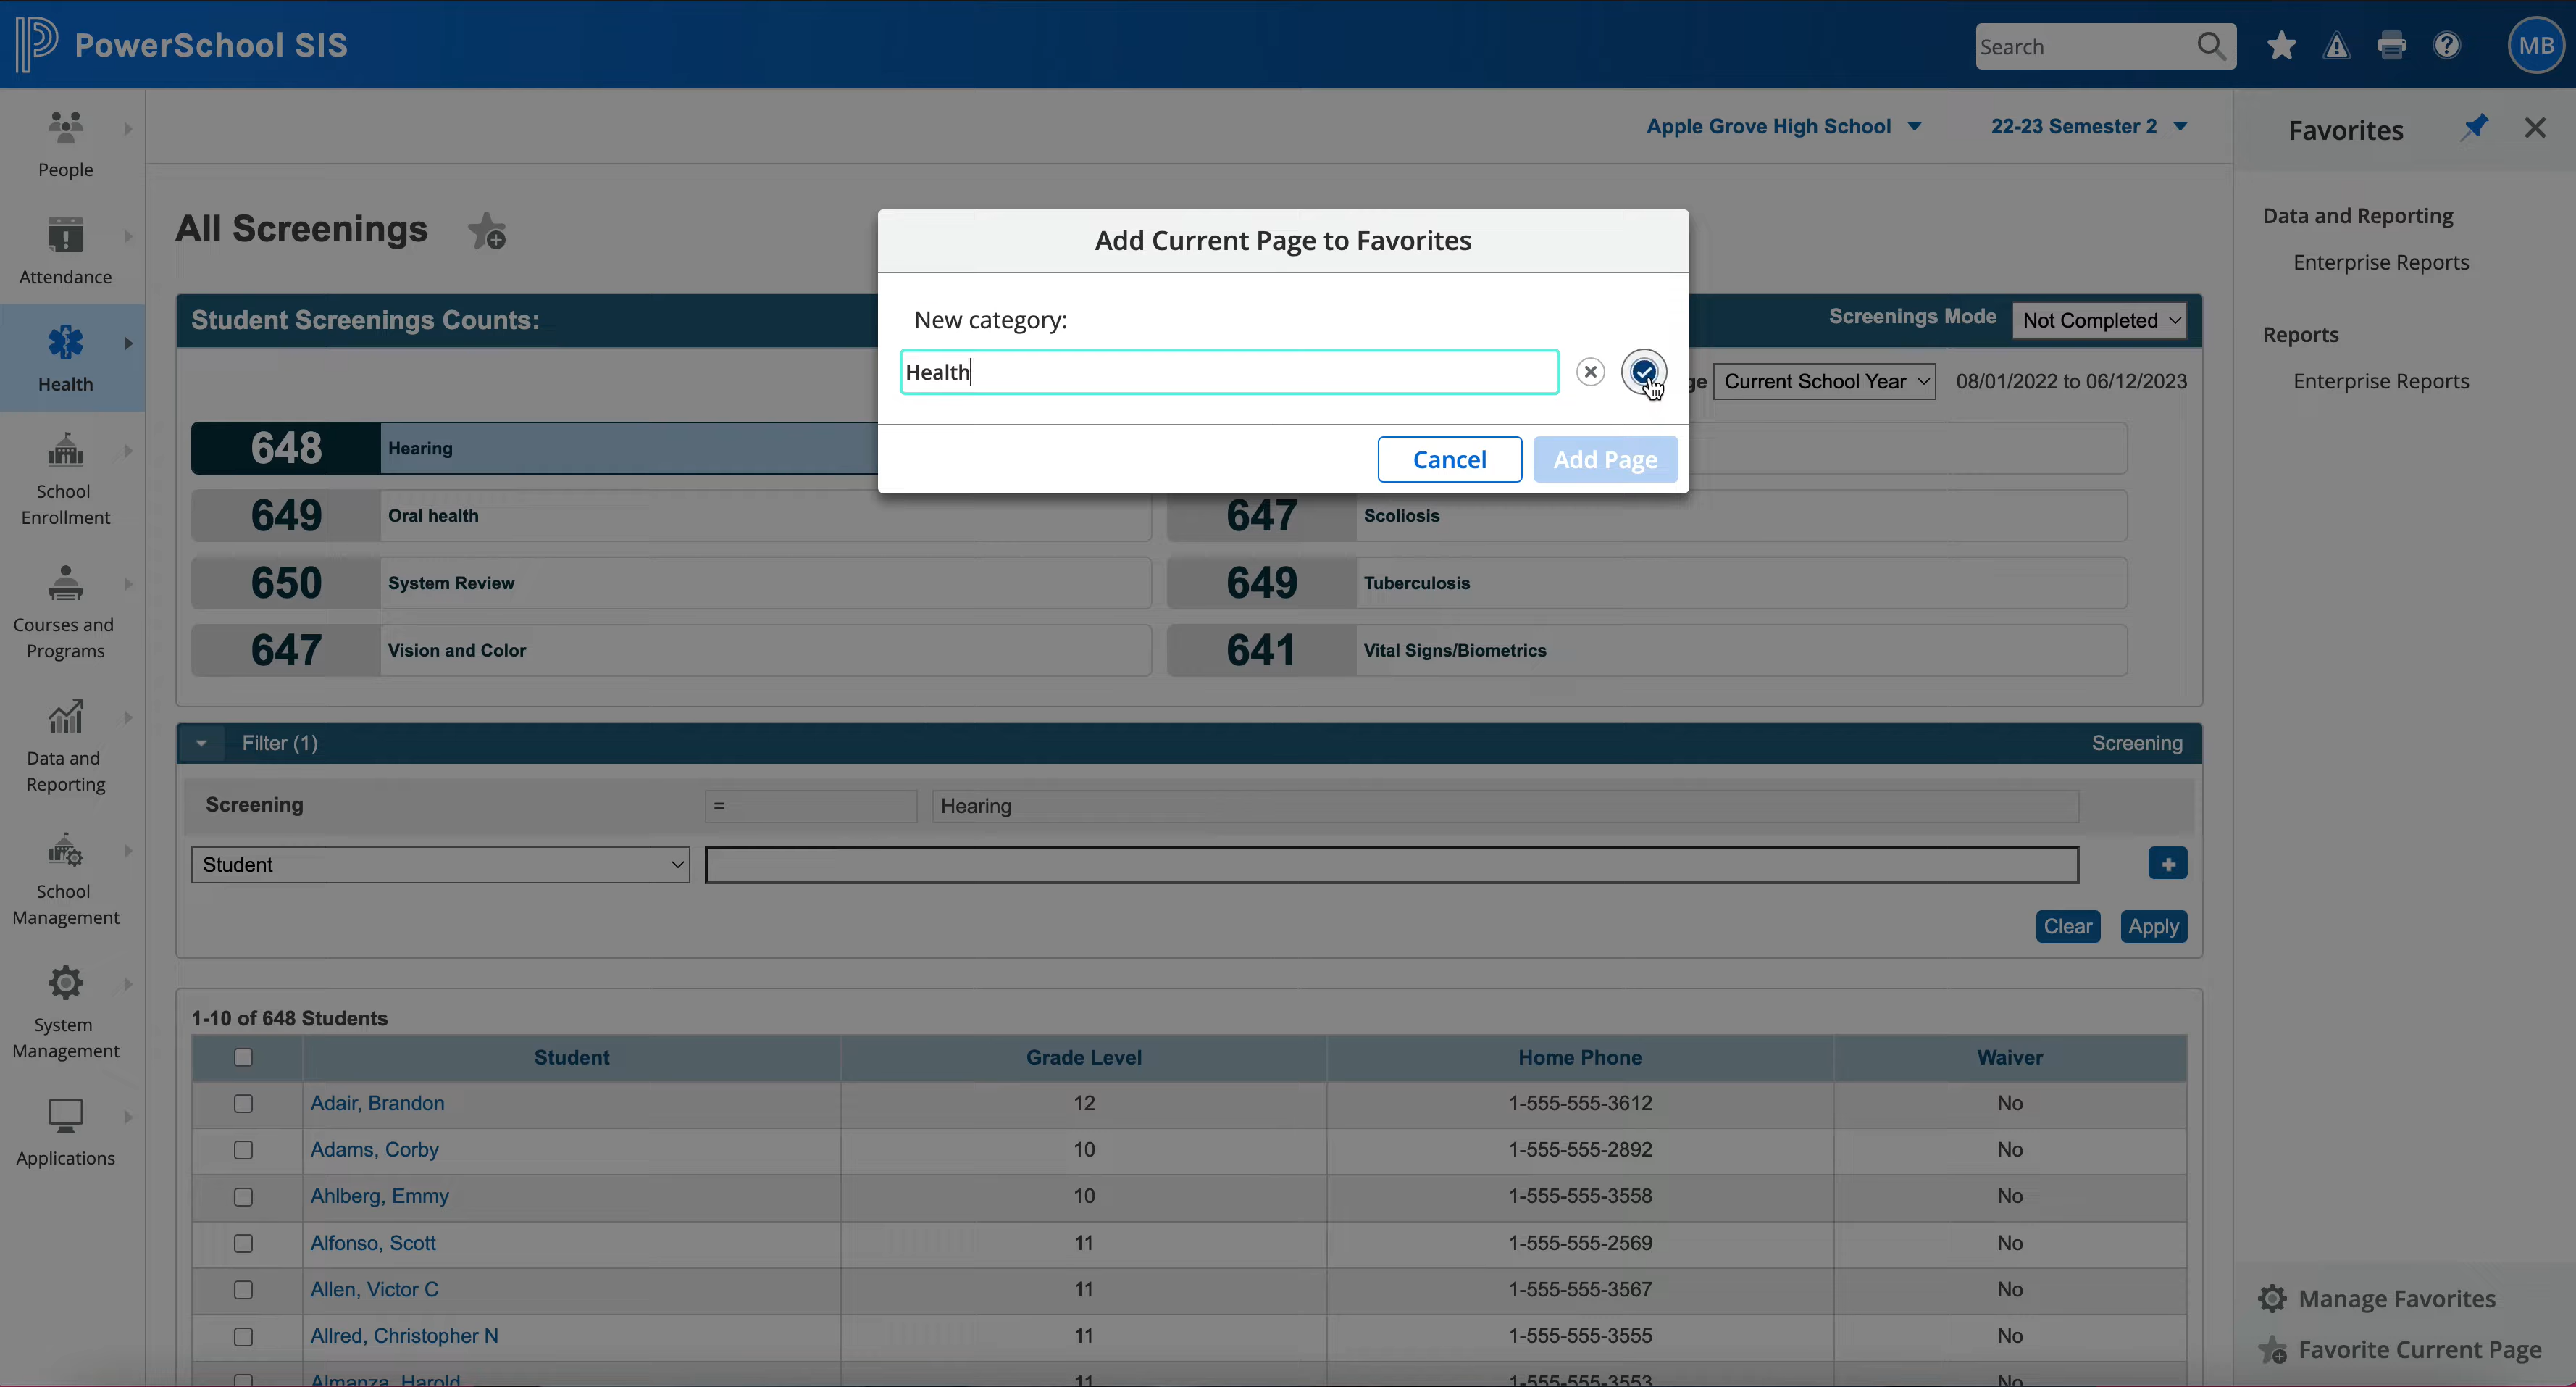 PowerSchool SIS
Search
MB
People
Attendance
Health
School
Enrollment
Courses and
Programs
Data and
Reporting
School
Management
System
Management
Applications
Apple Grove High School
22-23 Semester 2
All Screenings
Student Screenings Counts:
Screenings Mode
Not Completed
ge
Current School Year
08/01/2022 to 06/12/2023
648 Hearing
649 Oral health
647 Scoliosis
650 System Review
649 Tuberculosis
647 Vision and Color
641 Vital Signs/Biometrics
Add Current Page to Favorites
New category:
Health
Cancel
Add Page
Filter (1)
Screening
Screening = Hearing
Student
Clear
Apply
1-10 of 648 Students
Student Grade Level Home Phone Waiver
Adair, Brandon 12 1-555-555-3612 No
Adams, Corby 10 1-555-555-2892 No
Ahlberg, Emmy 10 1-555-555-3558 No
Alfonso, Scott 11 1-555-555-2569 No
Allen, Victor C 11 1-555-555-3567 No
Allred, Christopher N 11 1-555-555-3555 No
Almanza, Harold 11 1-555-555-3553 No
Favorites
Data and Reporting
Enterprise Reports
Reports
Enterprise Reports
Manage Favorites
Favorite Current Page